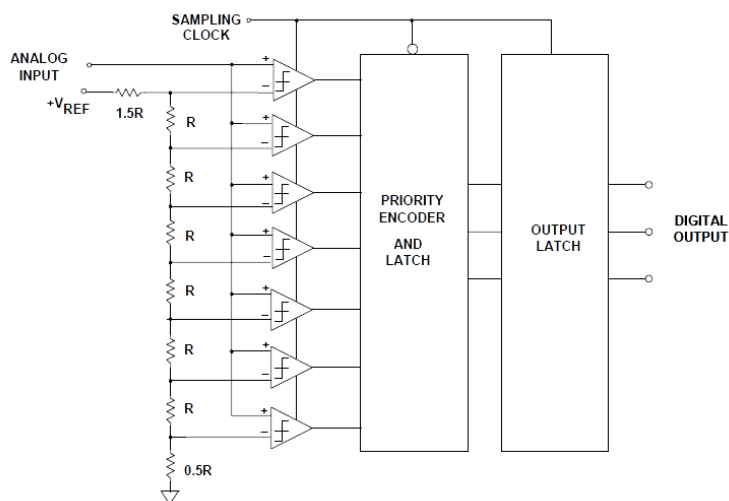 SAMPLING
CLOCK
ANALOG
INPUT
+VREF
1.5R
+
−
R
+
−
R
+
−
R
+
−
R
+
−
R
+
−
R
+
−
0.5R
PRIORITY
ENCODER
AND
LATCH
OUTPUT
LATCH
DIGITAL
OUTPUT